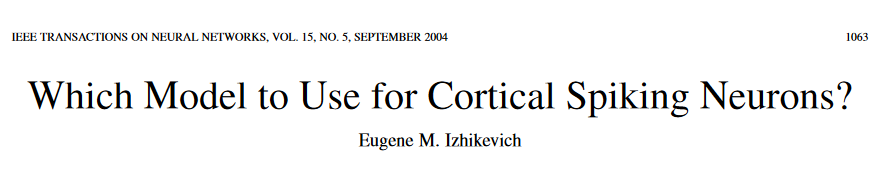 IEEE TRANSACTIONS ON NEURAL NETWORKS, VOL. 15, NO. 5, SEPTEMBER 2004 1063
Which Model to Use for Cortical Spiking Neurons?
Eugene M. Izhikevich